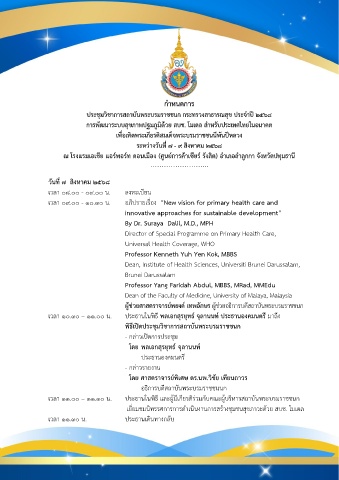 กำหนดการ
ประชุมวิชาการสถาบันพระบรมราชชนก กระทรวงสาธารณสุข ประจำปี ๒๕๖๘
การพัฒนาระบบสุขภาพปฐมภูมิด้วย สบช. โมเดล สำหรับประเทศไทยในอนาคต
เพื่อเทิดพระเกียรติสมเด็จพระบรมราชชนนีพันปีหลวง
ระหว่างวันที่ ๗ - ๙ สิงหาคม ๒๕๖๘
ณ โรงแรมเอเชีย แอร์พอร์ท ดอนเมือง (ศูนย์การค้าเซียร์ รังสิต) อำเภอลำลูกกา จังหวัดปทุมธานี
วันที่ ๗ สิงหาคม ๒๕๖๘
เวลา ๐๘.๐๐ - ๐๙.๐๐ น. ลงทะเบียน
เวลา ๐๙.๐๐ - ๑๐.๓๐ น. อภิปรายเรื่อง "New vision for primary health care and
innovative approaches for sustainable development"
By Dr. Suraya Dalil, M.D., MPH
Director of Special Programme on Primary Health Care,
Universal Health Coverage, WHO
Professor Kenneth Yuh Yen Kok, MBBS
Dean, Institute of Health Sciences, Universiti Brunei Darussalam,
Brunei Darussalam
Professor Yang Faridah Abdul, MBBS, MRad, MMEdu
Dean of the Faculty of Medicine, University of Malaya, Malaysia
ผู้ช่วยศาสตราจารย์ ผู้ช่วยอธิการบดีสถาบันพระบรมราชชนก
เวลา ๑๐.๓๐ - ๑๑.๐๐ น. ประธานในพิธี พลเอกสุรยุทธ์ จุลานนท์ ประธานองคมนตรี มาถึง
พิธีเปิดประชุมวิชาการสถาบันพระบรมราชชนก
- กล่าวเปิดการประชุม
โดย พลเอกสุรยุทธ์ จุลานนท์
ประธานองคมนตรี
- กล่าวรายงาน
โดย ศาสตราจารย์พิเศษ ดร.นพ.วิชัย เทียนถาวร
อธิการบดีสถาบันพระบรมราชชนก
เวลา ๑๑.๐๐ - ๑๑.๓๐ น. ประธานในพิธี และผู้มีเกียรติร่วมกับคณะผู้บริหารสถาบันพระบรมราชชนก
เยี่ยมชมนิทรรศการการดำเนินงานการสร้างชุมชนสุขภาวะด้วย สบช. โมเดล
เวลา ๑๑.๓๐ น. ประธานเดินทางกลับ